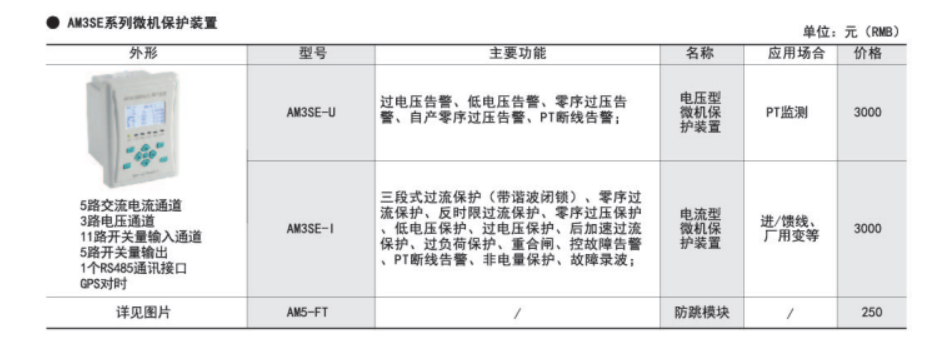 ● AM3SE系列微机保护装置
单位：元（RMB）
外形 型号 主要功能 名称 应用场合 价格
AM3SE-U
过电压告警、低电压告警、零序过压告
警、自产零序过压告警、PT断线告警；
电压型
微机保
护装置
PT监测
3000
5路交流电流通道
3路电压通道
11路开关量输入通道
5路开关量输出
1个RS485通讯接口
GPS对时
AM3SE-I
三段式过流保护（带谐波闭锁）、零序过
流保护、反时限过流保护、零序过压保护
、低电压保护、过电压保护、后加速过流
保护、过负荷保护、重合闸、控故障告警
、PT断线告警、非电量保护、故障录波；
电流型
微机保
护装置
进/馈线、
厂用变等
3000
详见图片 AM5-FT / 防跳模块 / 250